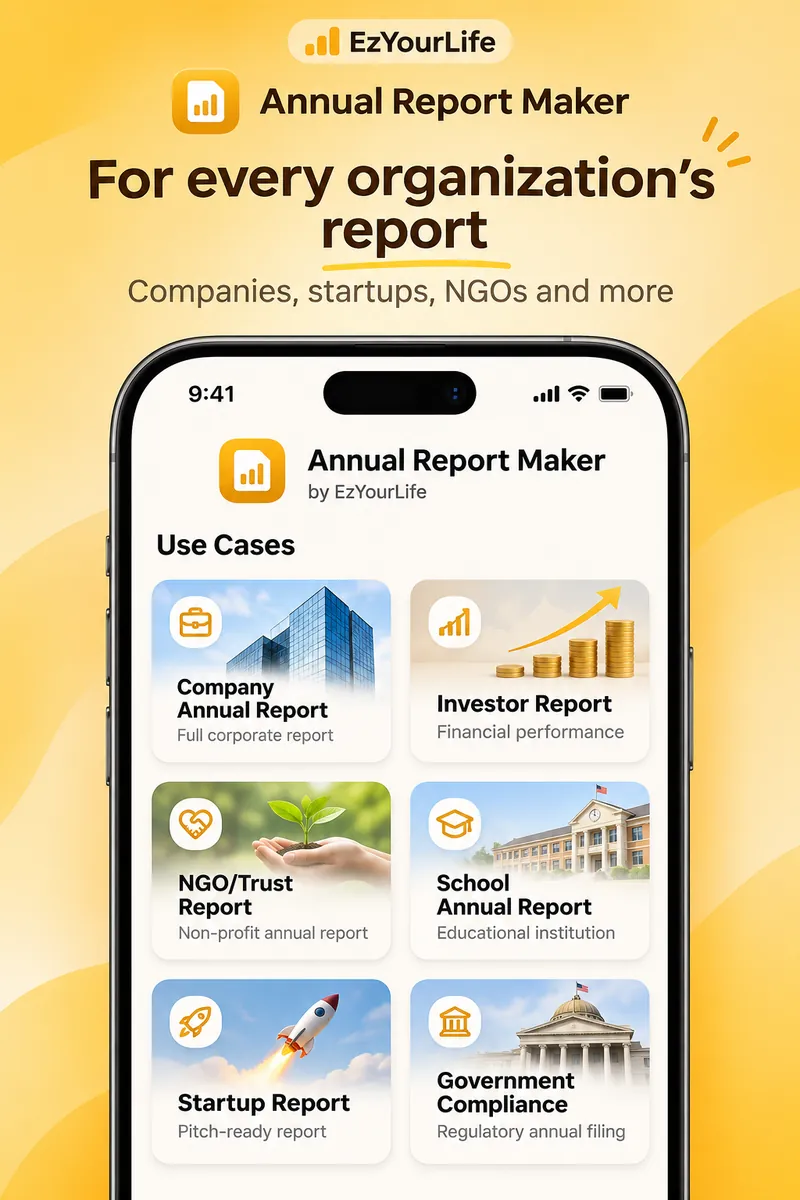 EzYourLife
Annual Report Maker
For every organization's
report
Companies, startups, NGOs and more
9:41
Annual Report Maker
by EzYourLife
Use Cases
Company
Annual Report
Full corporate report
Investor Report
Financial performance
NGO/Trust
Report
Non-profit annual report
School
Annual Report
Educational institution
Startup Report
Pitch-ready report
Government
Compliance
Regulatory annual filing